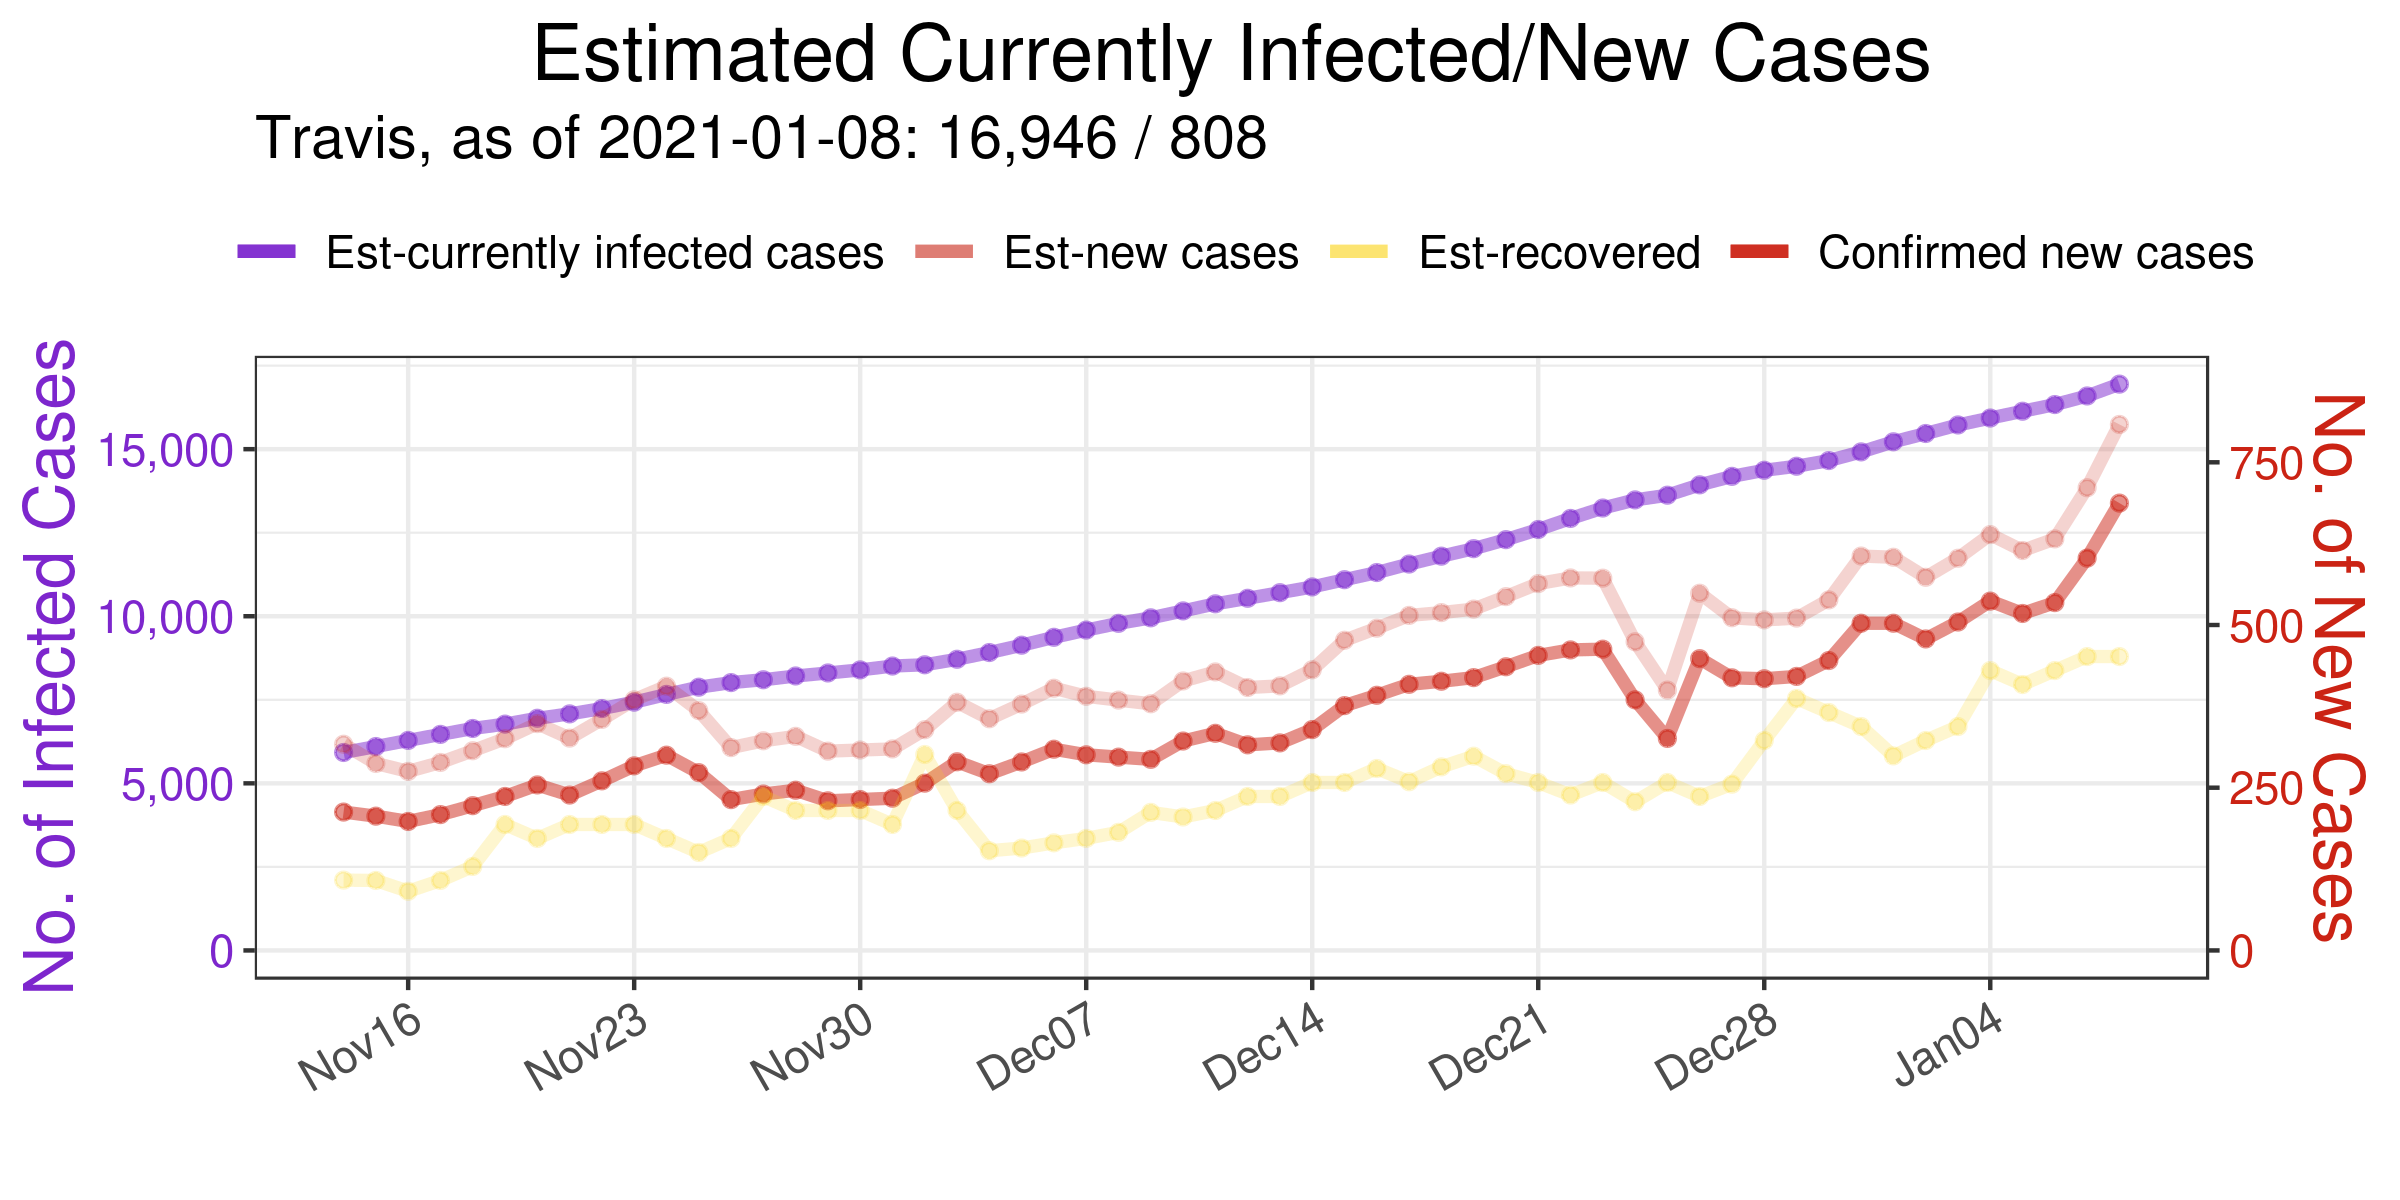 Estimated Currently Infected/New Cases
Travis, as of 2021-01-08: 16,946 / 808
Est-currently infected cases Est-new cases Est-recovered Confirmed new cases
No. of Infected Cases
15,000
10,000
5,000
0
750
500
250
0
No. of New Cases
Nov16 Nov23 Nov30 Dec07 Dec14 Dec21 Dec28 Jan04